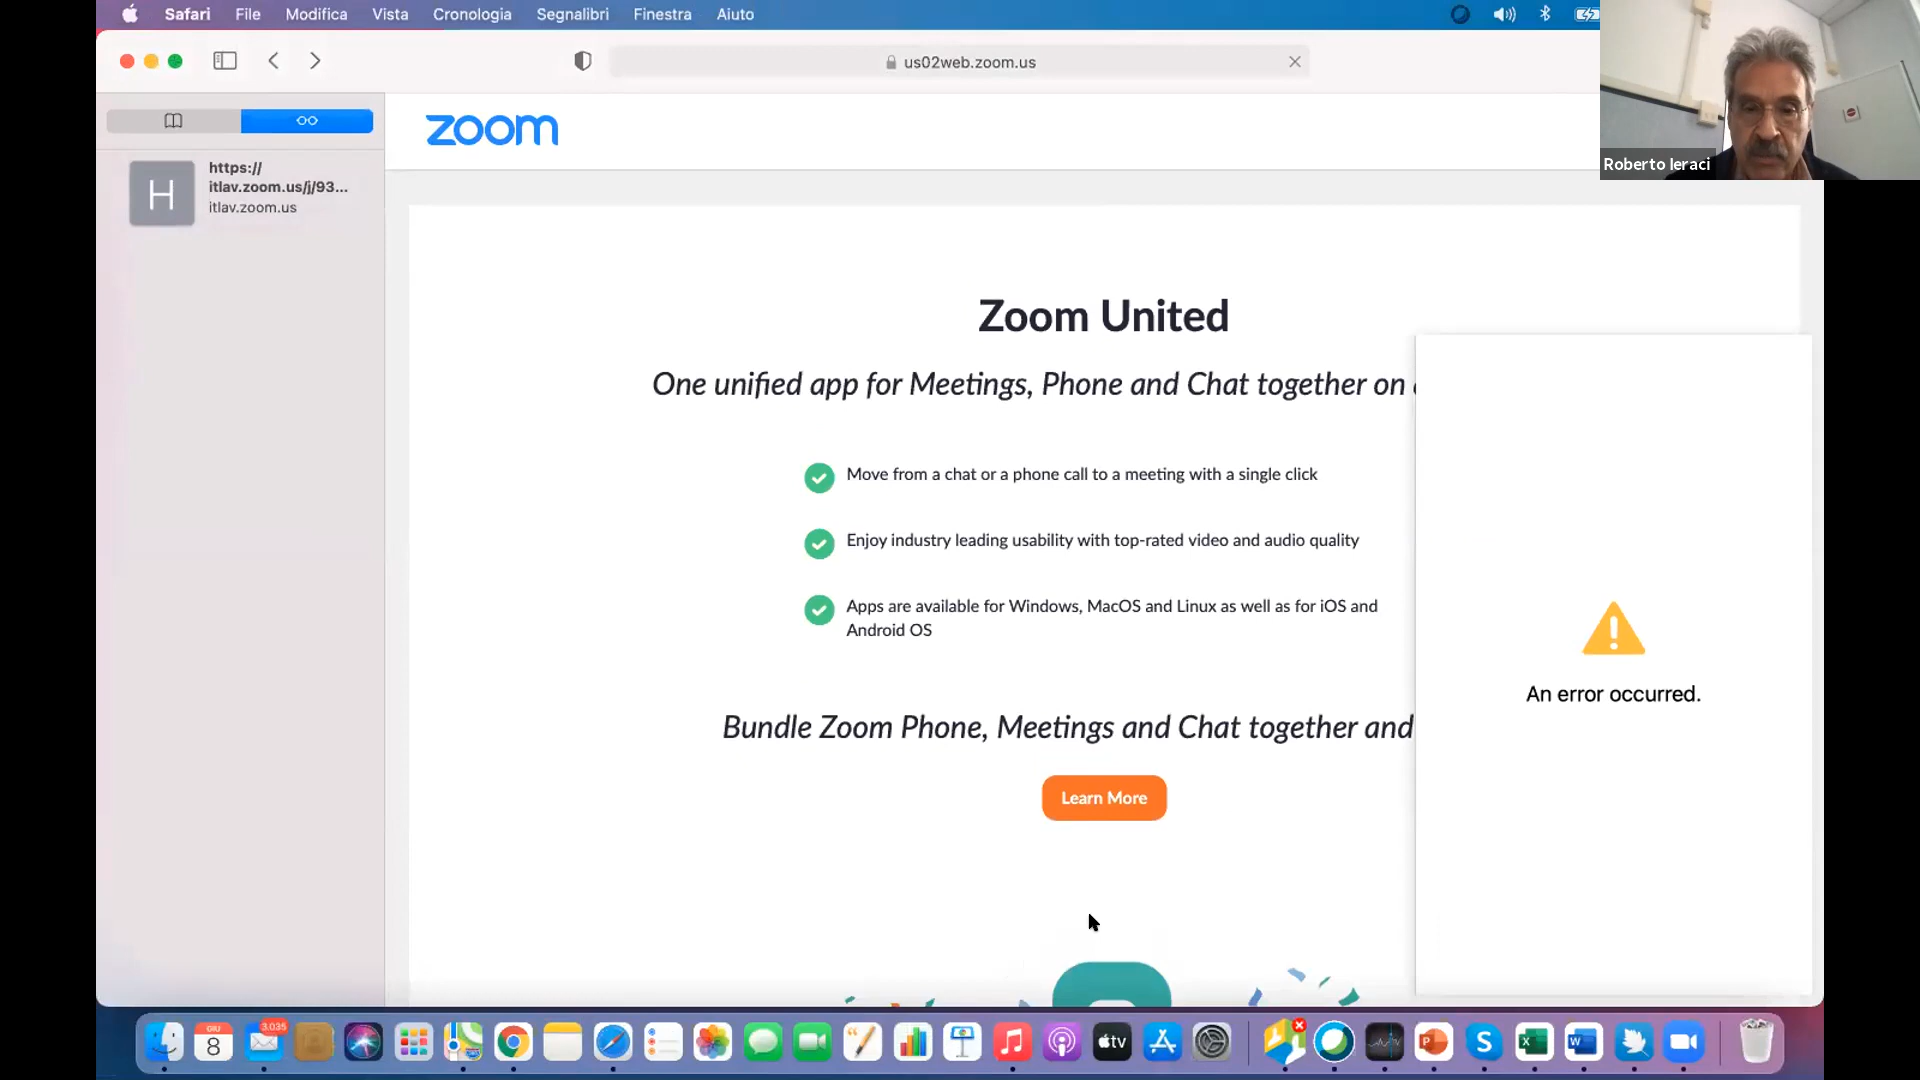 Safari File Modifica Vista Cronologia Segnalibri Finestra Aiuto
us02web.zoom.us
zoom
H
https://
itlav.zoom.us/j/93...
itlav.zoom.us
Roberto Ieraci
Zoom United
One unified app for Meetings, Phone and Chat together on
Move from a chat or a phone call to a meeting with a single click
Enjoy industry leading usability with top-rated video and audio quality
Apps are available for Windows, MacOS and Linux as well as for iOS and
Android OS
An error occurred.
Bundle Zoom Phone, Meetings and Chat together and
Learn More
GIU
8
3.035
tv
P
S
X
W